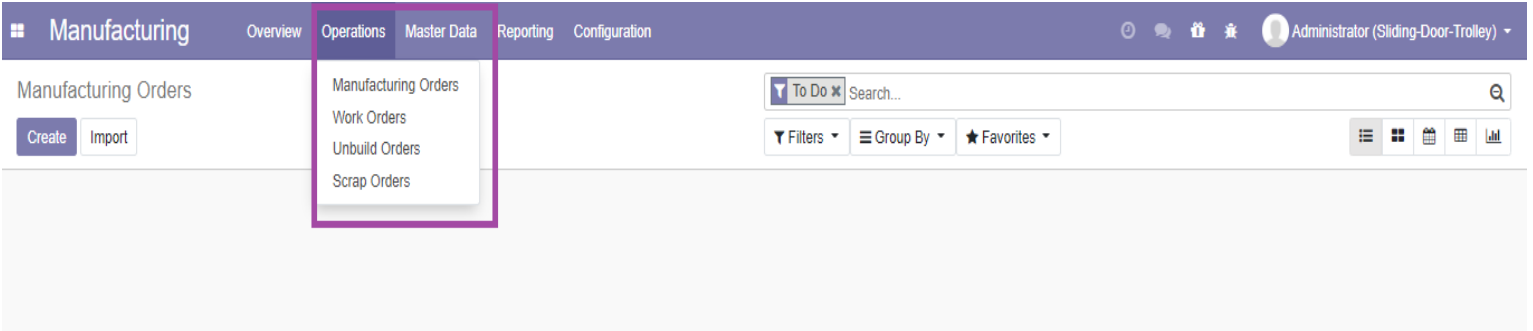 Manufacturing Overview Operations Master Data Reporting Configuration Administrator (Sliding-Door-Trolley)
Manufacturing Orders
To Do Search...
Create Import
Filters Group By Favorites
Manufacturing Orders
Work Orders
Unbuild Orders
Scrap Orders